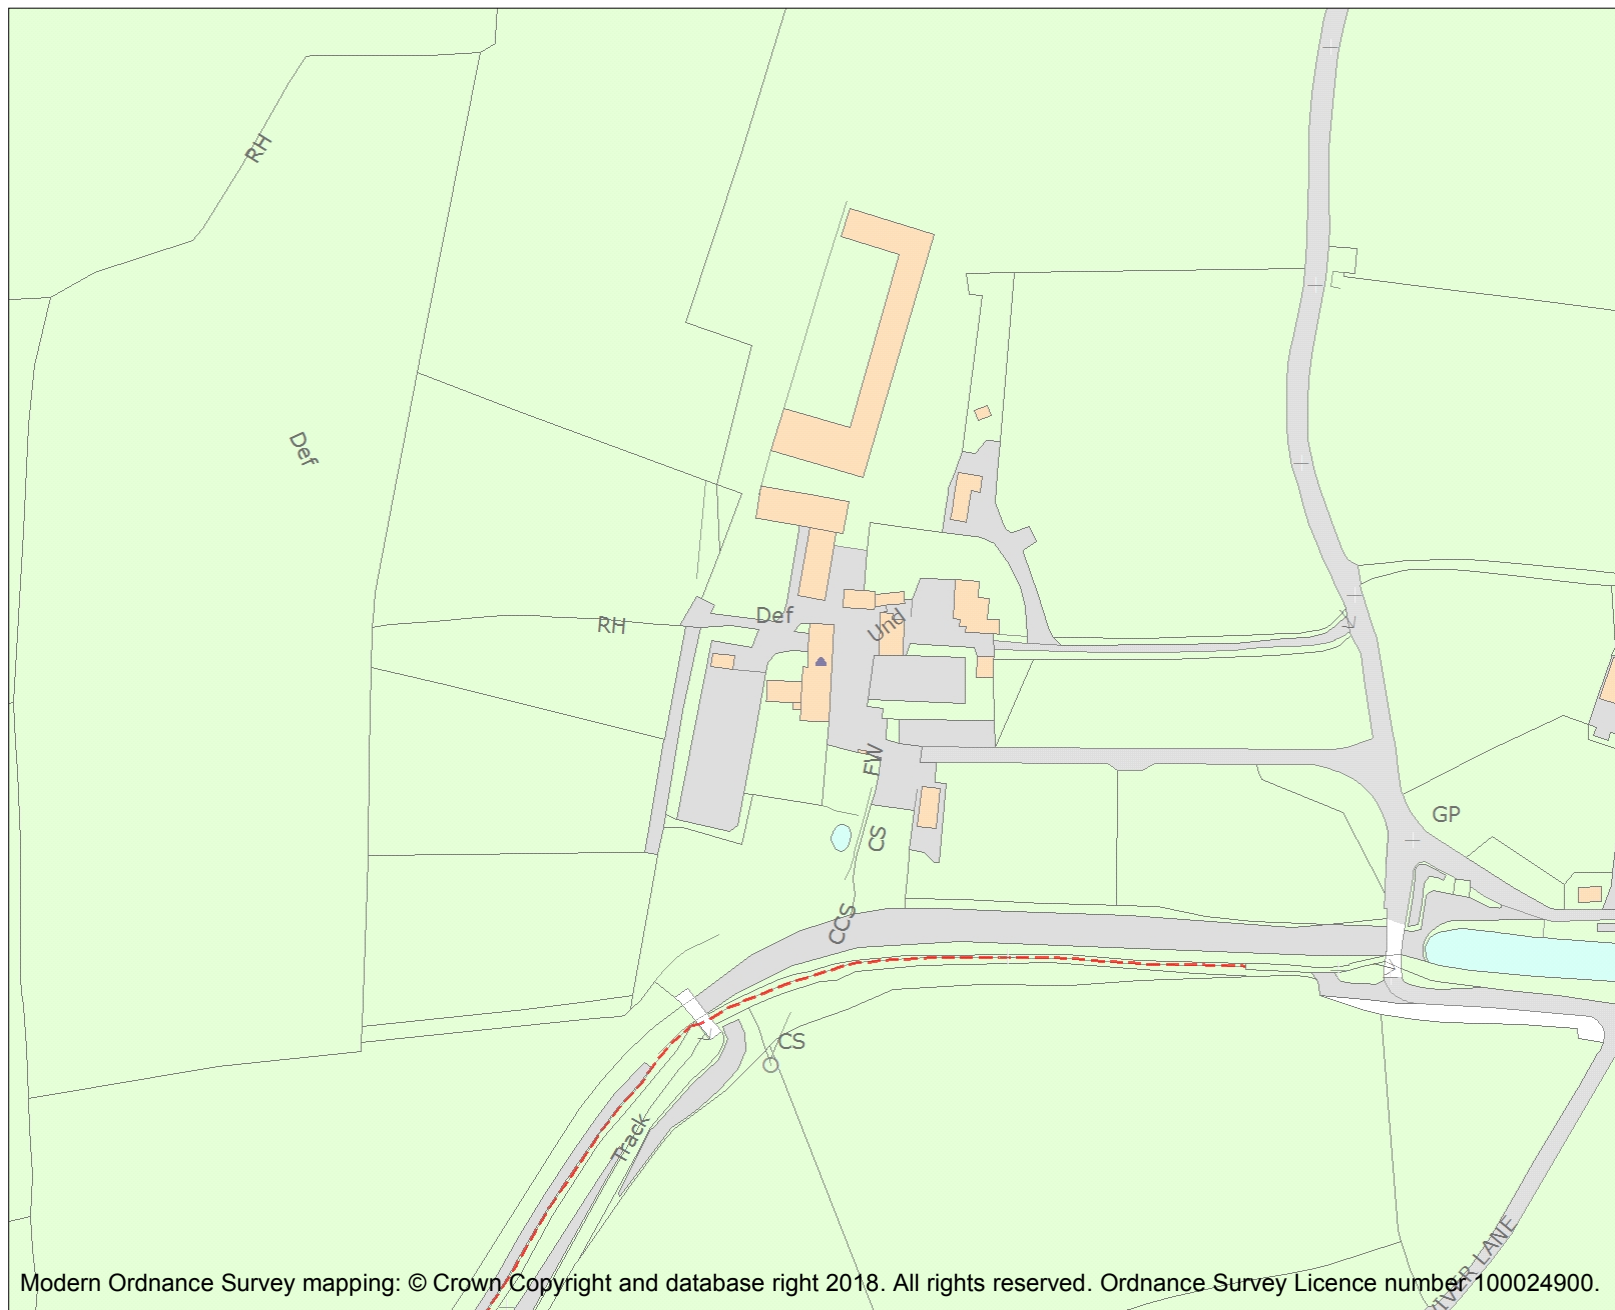 RH
Def
RH
Def
Und
FW
CS
GP
CCS
CS
Track
LANE
Modern Ordnance Survey mapping: © Crown Copyright and database right 2018. All rights reserved. Ordnance Survey Licence number 100024900.